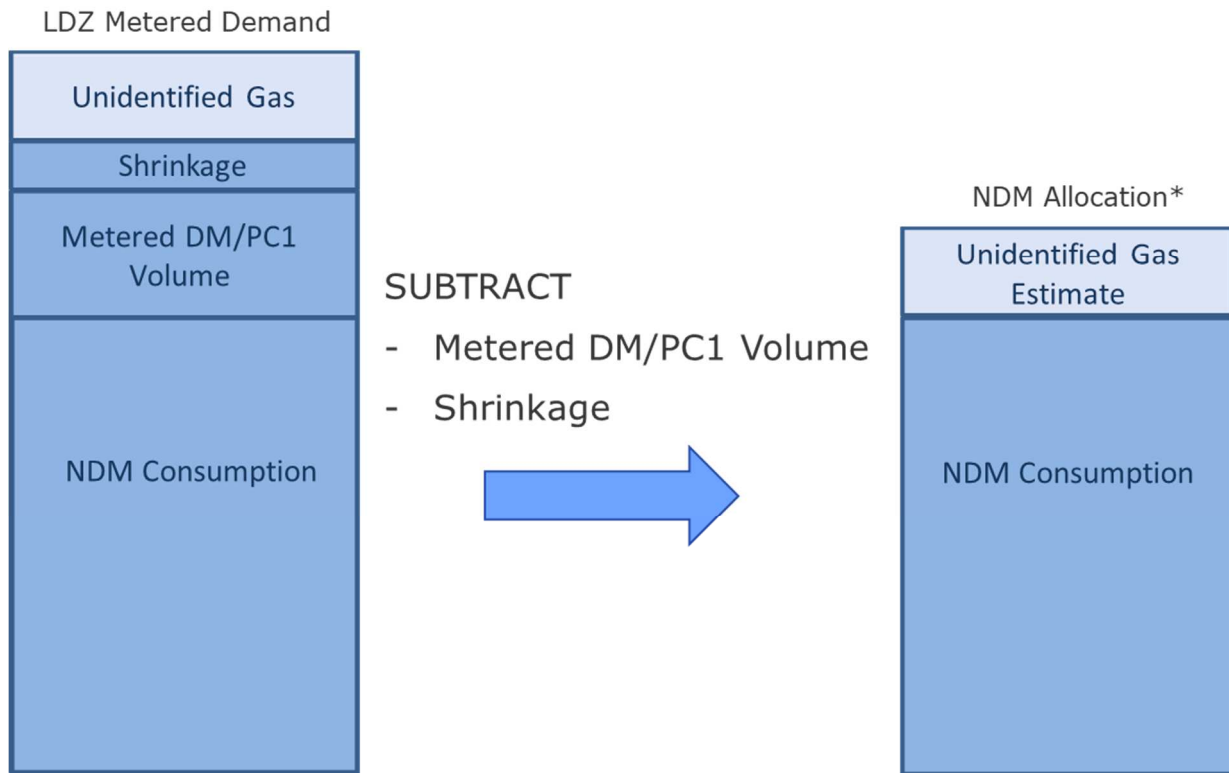 LDZ Metered Demand
Unidentified Gas
Shrinkage
Metered DM/PC1
Volume
NDM Consumption
SUBTRACT
- Metered DM/PC1 Volume
- Shrinkage
NDM Allocation*
Unidentified Gas
Estimate
NDM Consumption